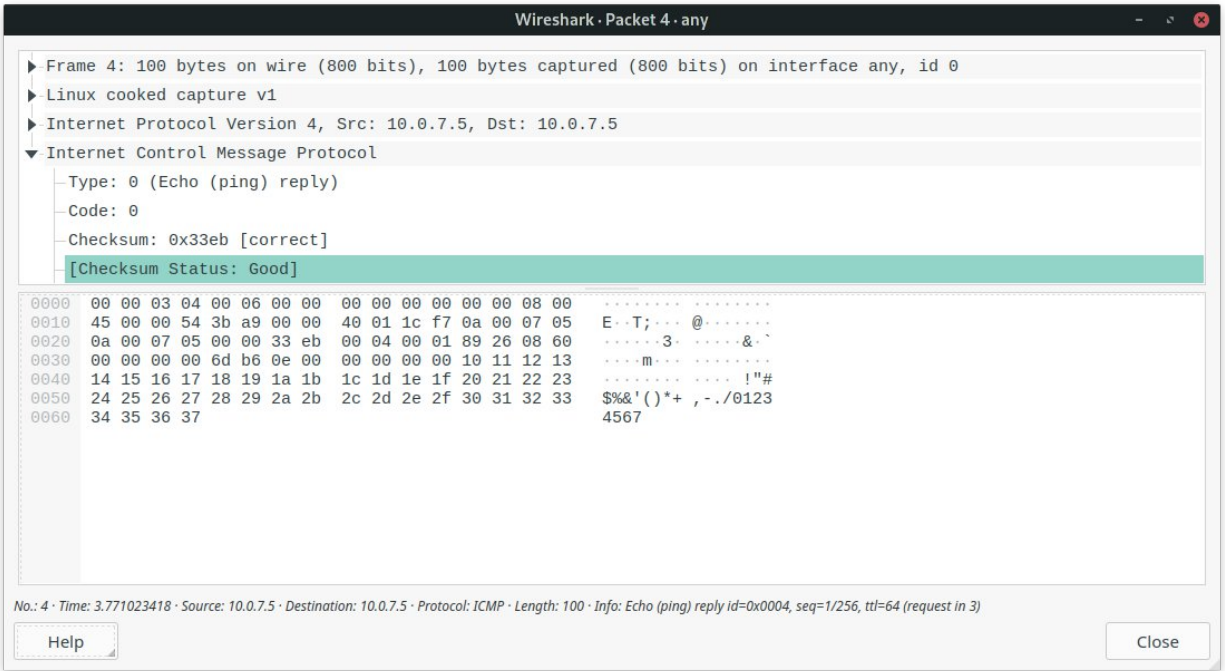 Wireshark · Packet 4 · any
Frame 4: 100 bytes on wire (800 bits), 100 bytes captured (800 bits) on interface any, id 0
Linux cooked capture v1
Internet Protocol Version 4, Src: 10.0.7.5, Dst: 10.0.7.5
Internet Control Message Protocol
Type: 0 (Echo (ping) reply)
Code: 0
Checksum: 0x33eb [correct]
[Checksum Status: Good]
0000 00 00 03 04 00 06 00 00 00 00 00 00 00 00 08 00 ········ ········
0010 45 00 00 54 3b a9 00 00 40 01 1c f7 0a 00 07 05 E··T;··· @·······
0020 0a 00 07 05 00 00 33 eb 00 04 00 01 89 26 08 60 ······3· ·····&·`
0030 00 00 00 00 6d b6 0e 00 00 00 00 00 10 11 12 13 ····m··· ········
0040 14 15 16 17 18 19 1a 1b 1c 1d 1e 1f 20 21 22 23 ········ ···· !"#
0050 24 25 26 27 28 29 2a 2b 2c 2d 2e 2f 30 31 32 33 $%&'()*+ ,-./0123
0060 34 35 36 37 4567
No.: 4 · Time: 3.771023418 · Source: 10.0.7.5 · Destination: 10.0.7.5 · Protocol: ICMP · Length: 100 · Info: Echo (ping) reply id=0x0004, seq=1/256, ttl=64 (request in 3)
Help Close